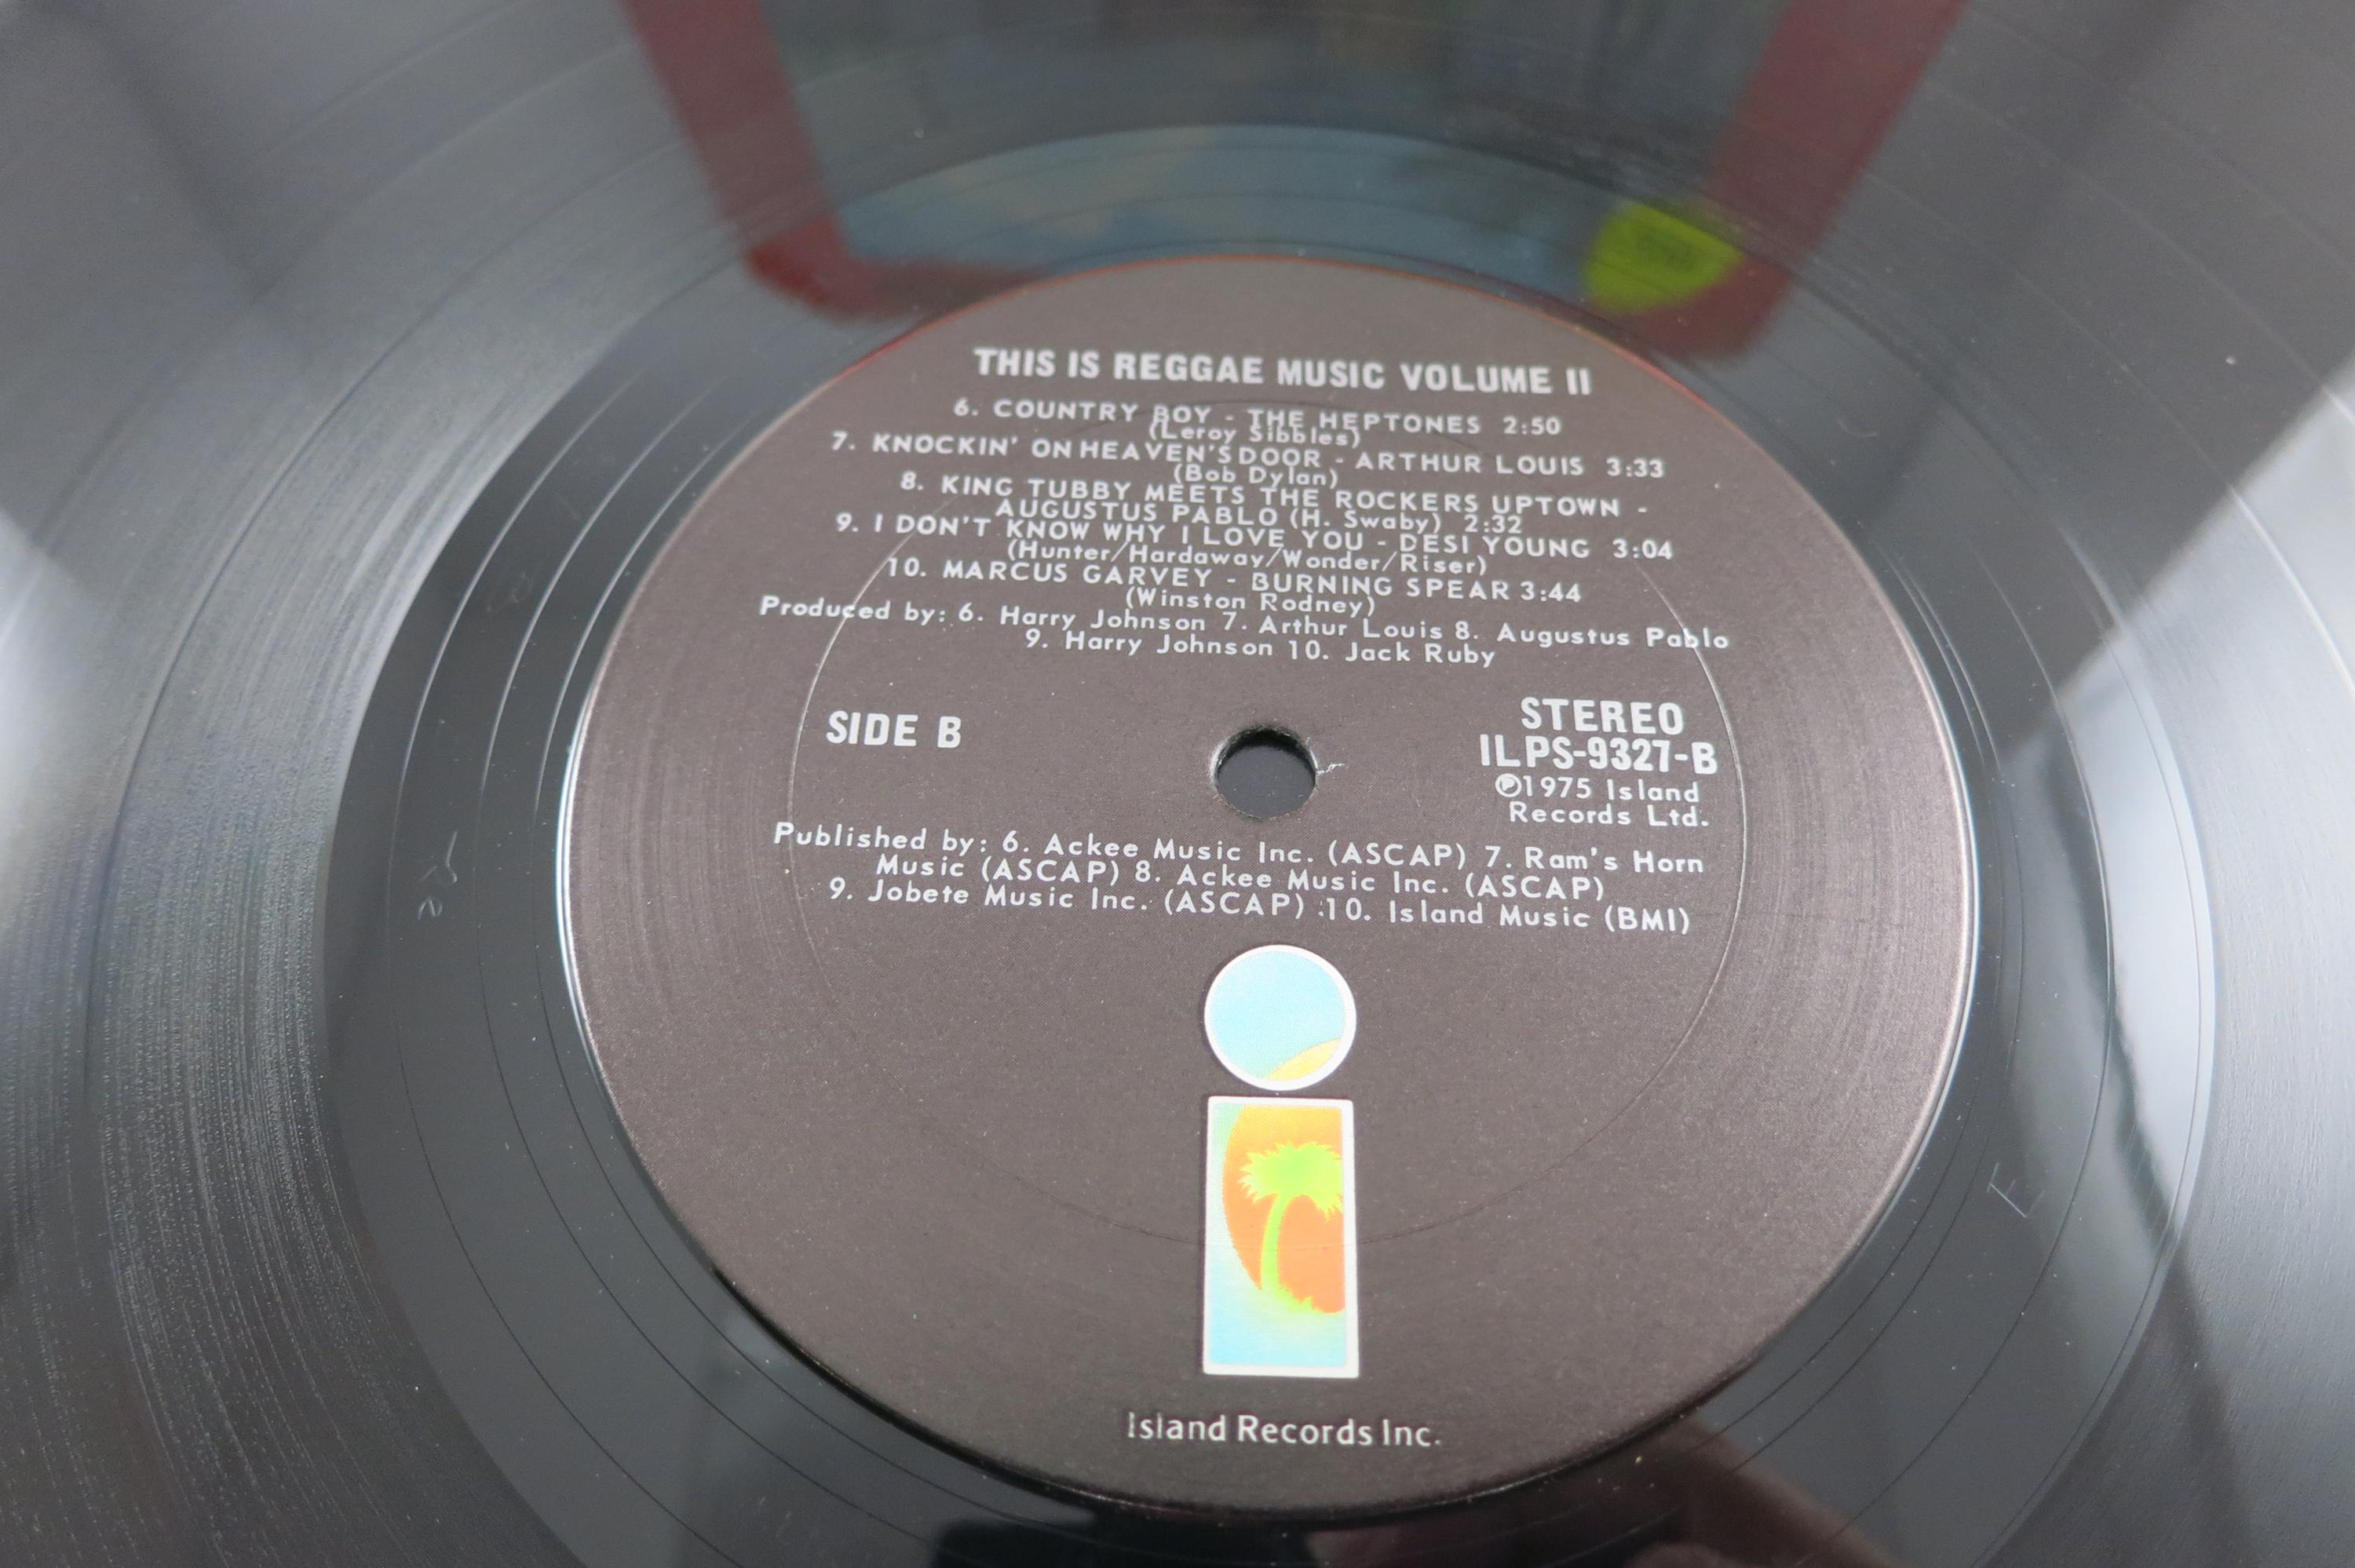 THIS IS REGGAE MUSIC VOLUME II
6. COUNTRY BOY - THE HEPTONES 2:50
(Leroy Sibbles)
7. KNOCKIN' ON HEAVEN'S DOOR - ARTHUR LOUIS 3:33
(Bob Dylan)
8. KING TUBBY MEETS THE ROCKERS UPTOWN -
AUGUSTUS PABLO (H. Swaby) 2:32
9. I DON'T KNOW WHY I LOVE YOU - DESI YOUNG 3:04
(Hunter/Hardaway/Wonder/Riser)
10. MARCUS GARVEY - BURNING SPEAR 3:44
(Winston Rodney)
Produced by: 6. Harry Johnson 7. Arthur Louis 8. Augustus Pablo
9. Harry Johnson 10. Jack Ruby
SIDE B
STEREO
ILPS-9327-B
℗1975 Island
Records Ltd.
Published by: 6. Ackee Music Inc. (ASCAP) 7. Ram's Horn
Music (ASCAP) 8. Ackee Music Inc. (ASCAP)
9. Jobete Music Inc. (ASCAP) :10. Island Music (BMI)
Island Records Inc.